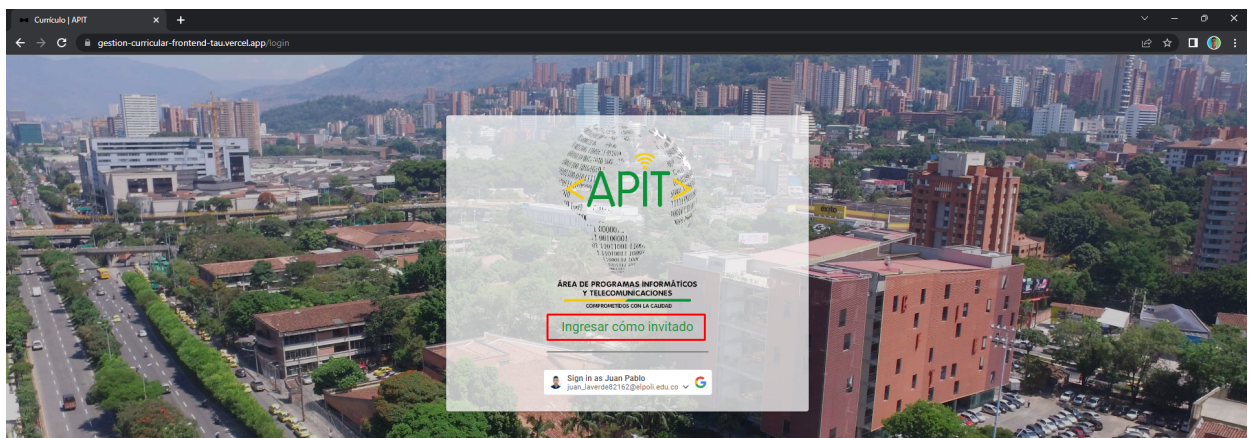 Currículo | APIT
gestion-curricular-frontend-tau.vercel.app/login
<APIT>
ÁREA DE PROGRAMAS INFORMÁTICOS
Y TELECOMUNICACIONES
COMPROMETIDOS CON LA CALIDAD
Ingresar cómo invitado
Sign in as Juan Pablo
juan_laverde82162@elpoli.edu.co
éxito